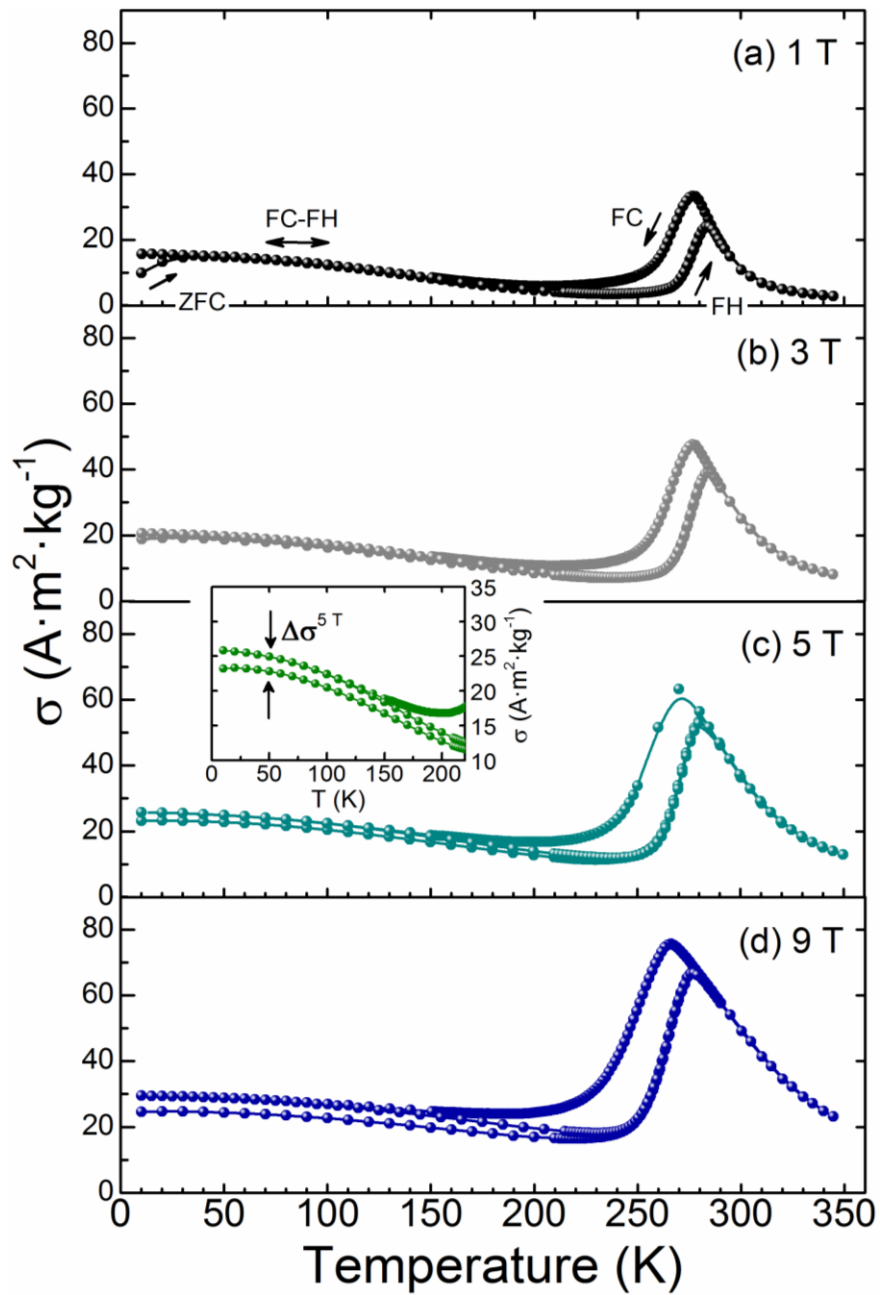 80
60
40
20
0
(a) 1 T
FC-FH
FC
ZFC
FH
80
60
40
20
0
(b) 3 T
σ (A·m²·kg⁻¹)
80
60
40
20
0
(c) 5 T
Δσ⁵ ᵀ
35
30
25
20
15
10
σ (A·m²·kg⁻¹)
0 50 100 150 200
T (K)
80
60
40
20
0
(d) 9 T
0 50 100 150 200 250 300 350
Temperature (K)